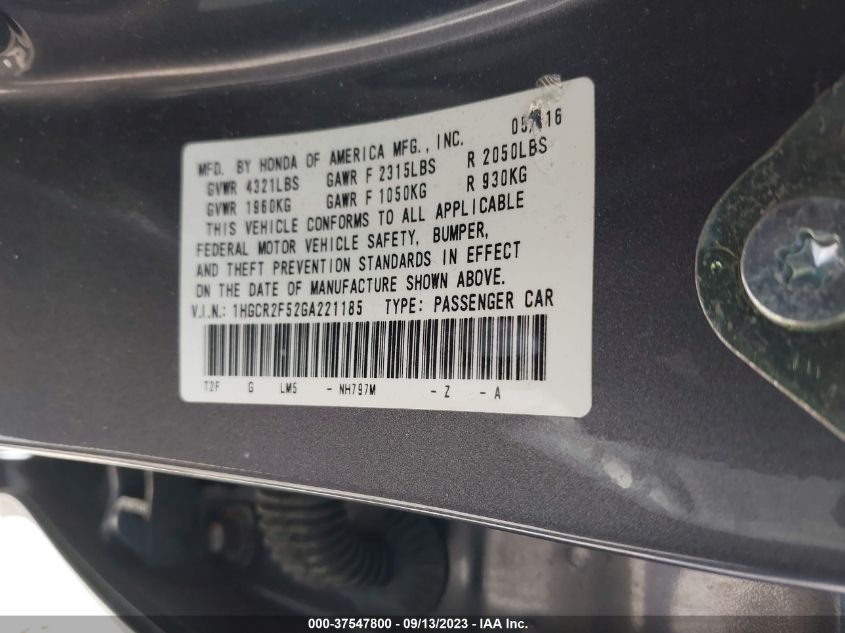 MFD. BY HONDA OF AMERICA MFG., INC. 05/16
GVWR 4321LBS GAWR F 2315LBS R 2050LBS
GVWR 1960KG GAWR F 1050KG R 930KG
THIS VEHICLE CONFORMS TO ALL APPLICABLE
FEDERAL MOTOR VEHICLE SAFETY, BUMPER,
AND THEFT PREVENTION STANDARDS IN EFFECT
ON THE DATE OF MANUFACTURE SHOWN ABOVE.
V.I.N.: 1HGCR2F52GA221185 TYPE: PASSENGER CAR
T2F G LM5 - NH797M - Z - A
000-37547800 - 09/13/2023 - IAA Inc.